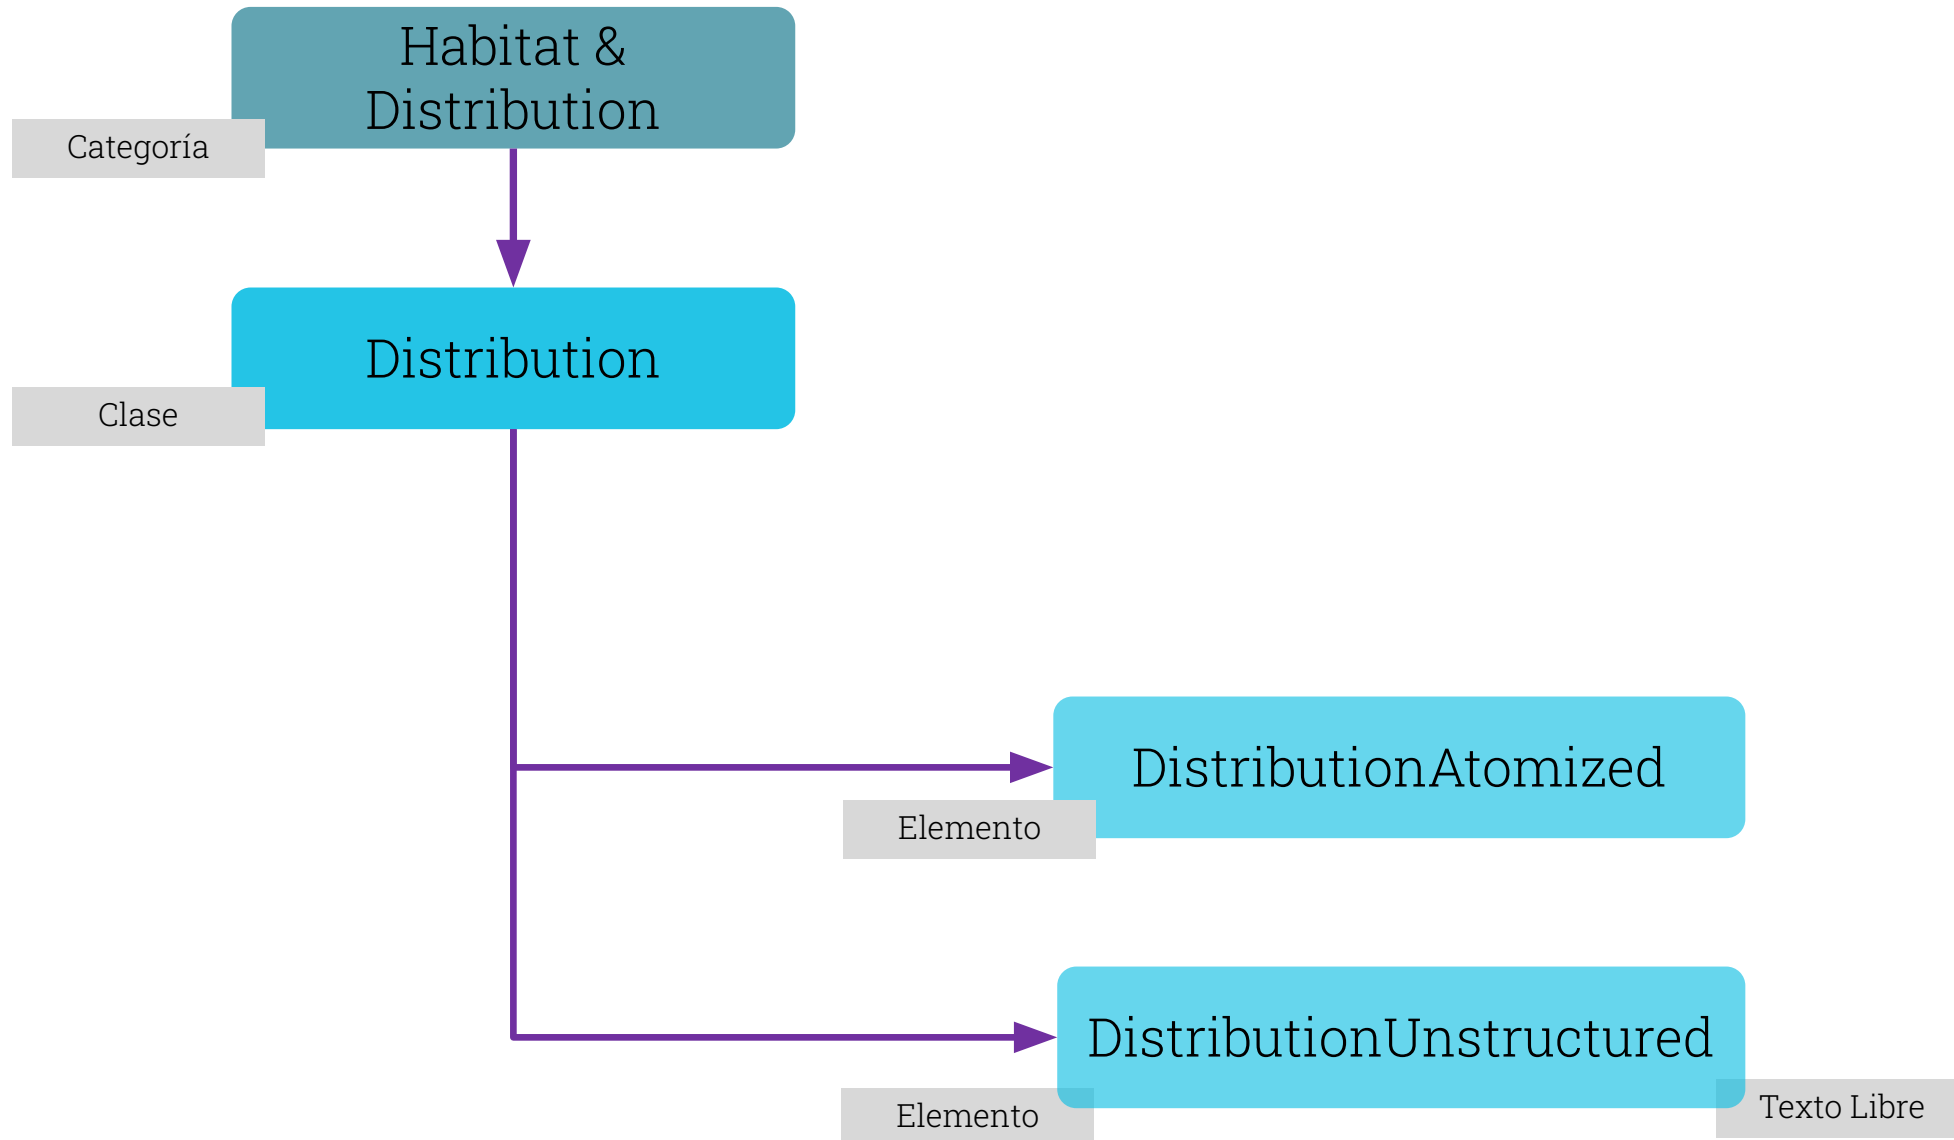 Habitat &
Distribution
Categoría
Distribution
Clase
DistributionAtomized
Elemento
DistributionUnstructured
Elemento
Texto Libre